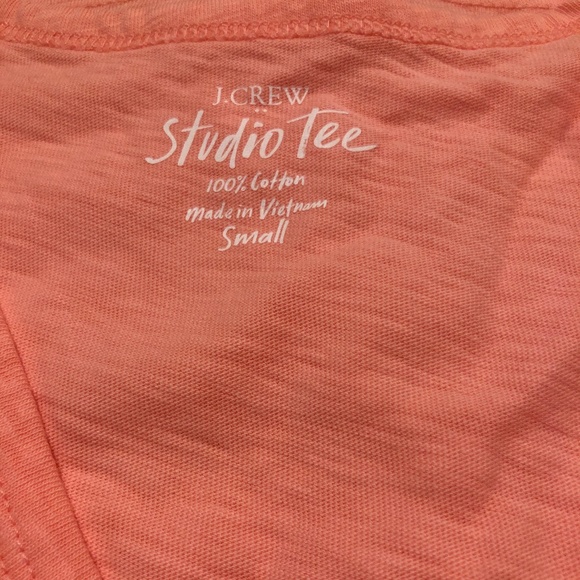 J.CREW
Studio Tee
100% Cotton
made in Vietnam
Small